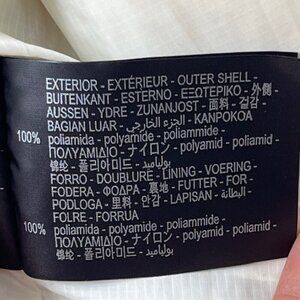 EXTERIOR - EXTÉRIEUR - OUTER SHELL -
BUITENKANT - ESTERNO - ΕΞΩΤΕΡΙΚΟ - 外側
AUSSEN - YDRE - ZUNANJOST - 面料 - 겉감 -
BAGIAN LUAR - الجزء الخارجي - KANPOKOA
100% poliamida - polyamide - poliammide -
ΠΟΛΥΑΜΙΔΙΟ - ナイロン - polyamid - poliamid -
锦纶 - 폴리아미드 - بولياميد
FORRO - DOUBLURE - LINING - VOERING -
FODERA - ΦΟΔΡΑ - 裏地 - FUTTER - FOR -
PODLOGA - 里料 - 안감 - LAPISAN - البطانة -
FOLRE - FORRUA
100% poliamida - polyamide - poliammide -
ΠΟΛΥΑΜΙΔΙΟ - ナイロン - polyamid - poliamid -
锦纶 - 폴리아미드 - بولياميد